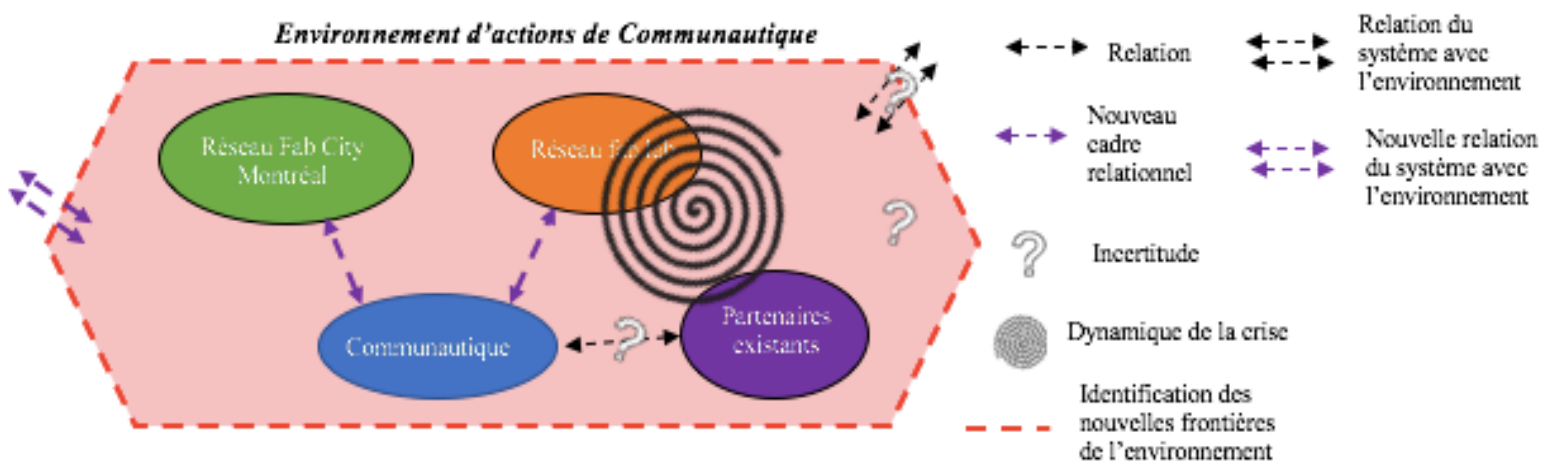 Environnement d'actions de Communautique
Réseau Fab City
Montréal
Réseau fab lab
?
?
Communautique
?
Partenaires
existants
Relation
Relation du
système avec
l'environnement
Nouveau
cadre
relationnel
Nouvelle relation
du système avec
l'environnement
?
Incertitude
Dynamique de la crise
Identification des
nouvelles frontières
de l'environnement